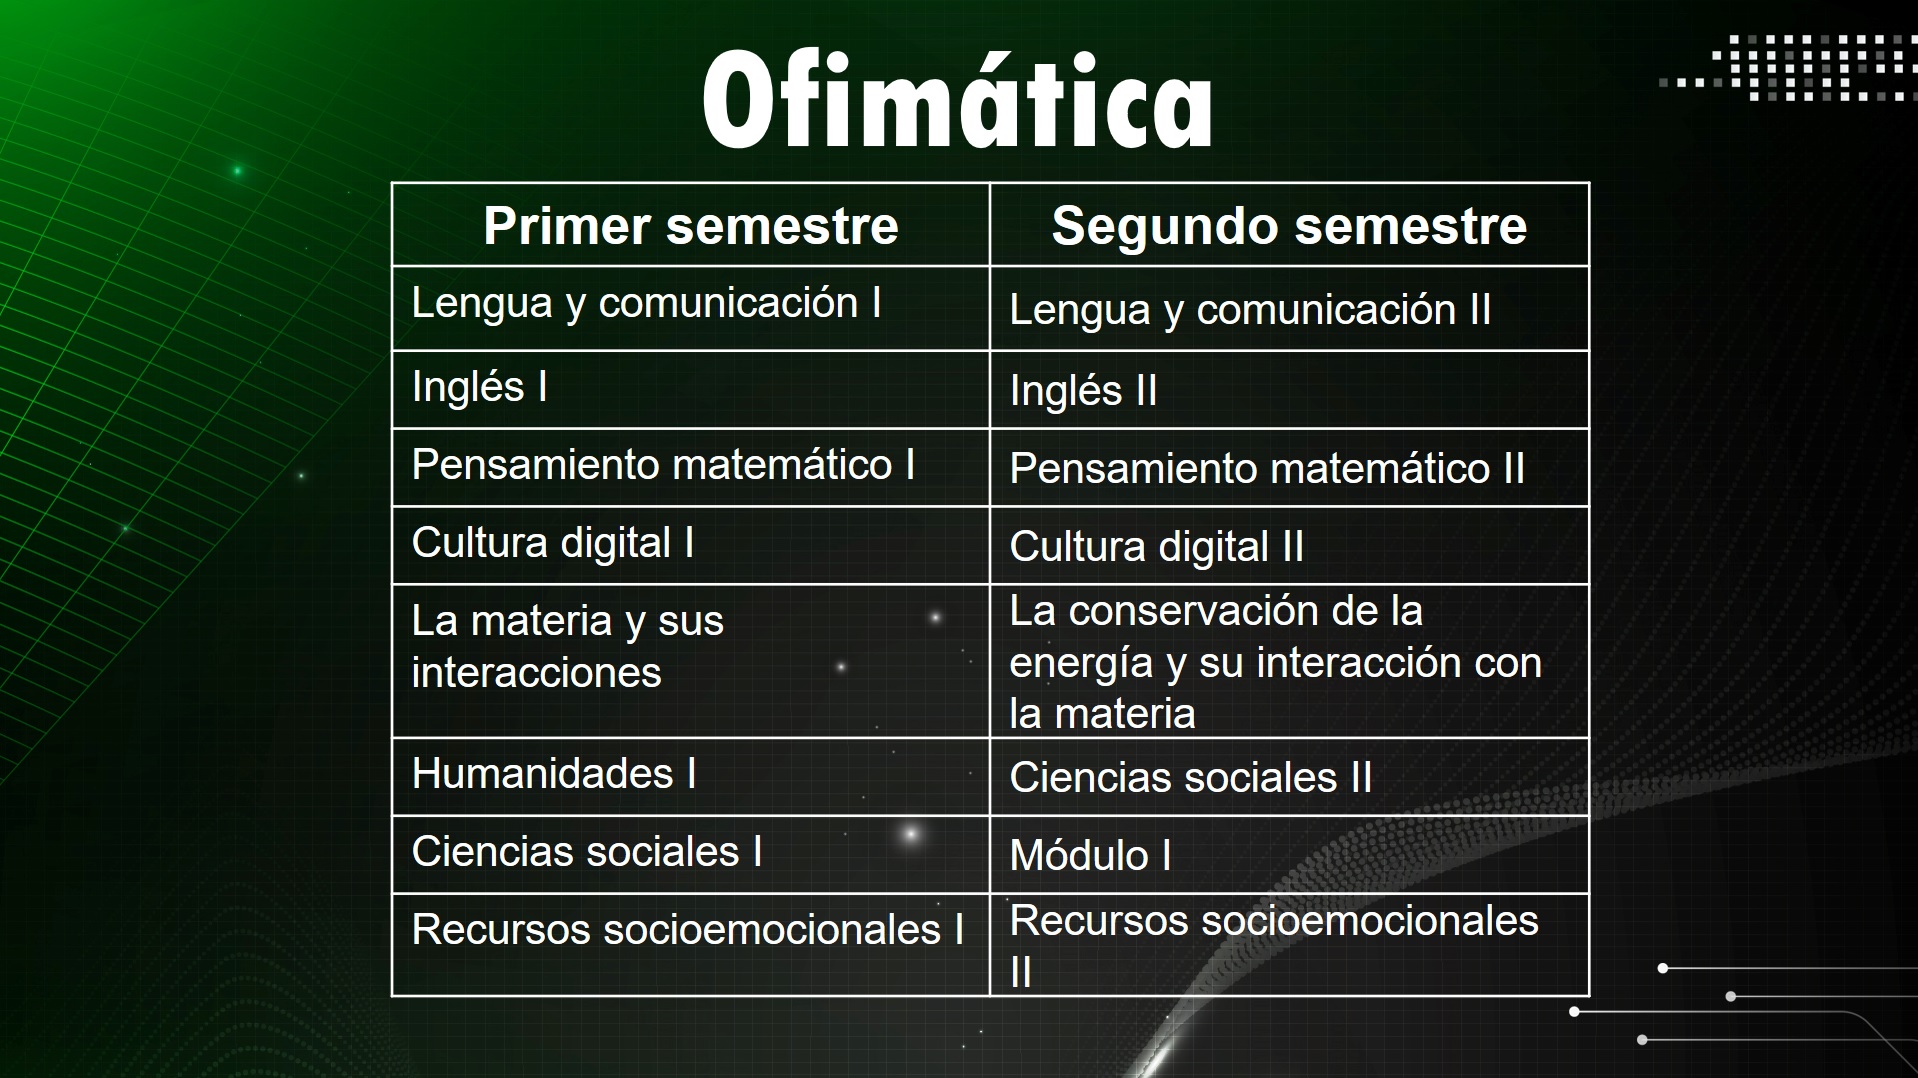 Ofimática
Primer semestre
Segundo semestre
Lengua y comunicación I
Lengua y comunicación II
Inglés I
Inglés II
Pensamiento matemático I
Pensamiento matemático II
Cultura digital I
Cultura digital II
La materia y sus
interacciones
La conservación de la
energía y su interacción con
la materia
Humanidades I
Ciencias sociales II
Ciencias sociales I
Módulo I
Recursos socioemocionales I
Recursos socioemocionales
II